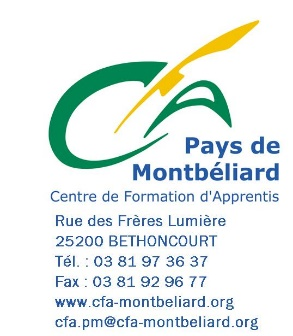 CFA
Pays de
Montbéliard
Centre de Formation d'Apprentis
Rue des Frères Lumière
25200 BETHONCOURT
Tél. : 03 81 97 36 37
Fax : 03 81 92 96 77
www.cfa-montbeliard.org
cfa.pm@cfa-montbeliard.org